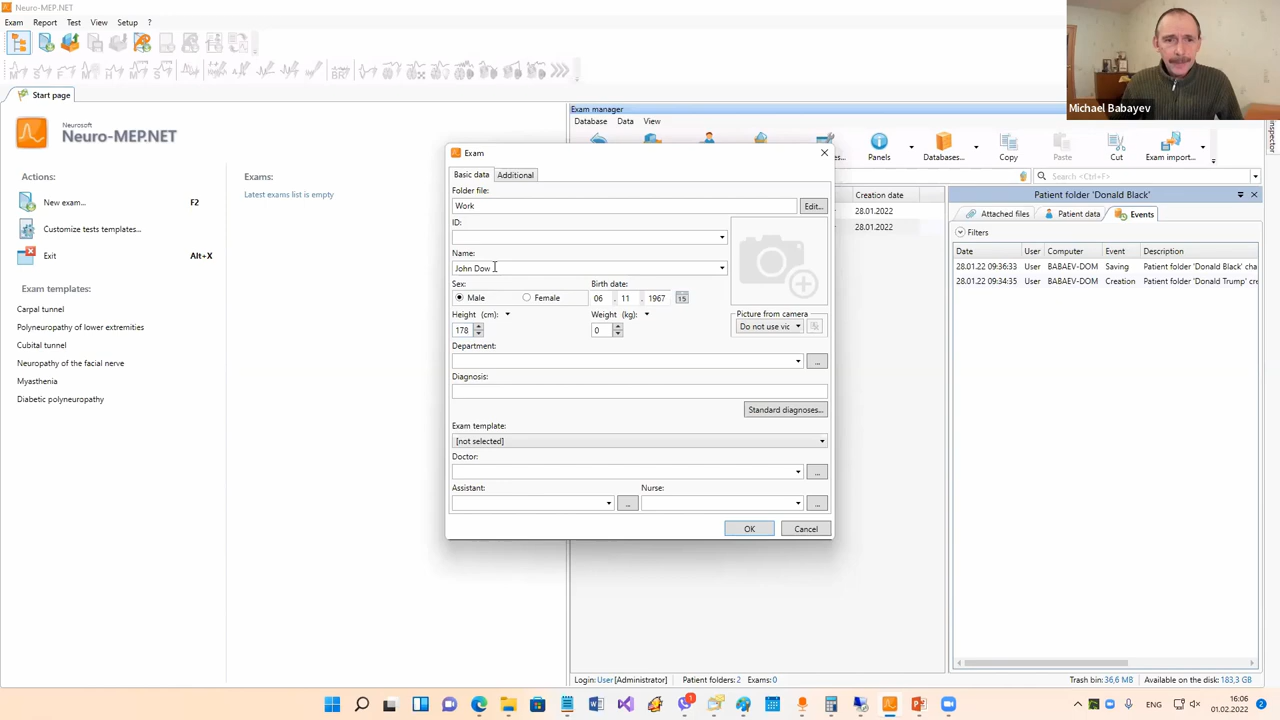 Neuro-MEP.NET
Exam Report Test View Setup ?
Start page
Neurosoft
Neuro-MEP.NET
Actions:
New exam... F2
Customize tests templates...
Exit Alt+X
Exam templates:
Carpal tunnel
Polyneuropathy of lower extremities
Cubital tunnel
Neuropathy of the facial nerve
Myasthenia
Diabetic polyneuropathy
Exams:
Latest exams list is empty
Exam manager
Database Data View
Panels Databases... Copy Paste Cut Exam import...
Search <Ctrl+F>
Creation date
28.01.2022
28.01.2022
Exam
Basic data Additional
Folder file:
Work Edit...
ID:
Name:
John Dow
Sex: Birth date:
Male Female 06 . 11 . 1967 15
Height (cm): Weight (kg):
178 0
Picture from camera
Do not use vic
Department:
...
Diagnosis:
Standard diagnoses...
Exam template:
[not selected]
Doctor:
...
Assistant: Nurse:
... ...
OK Cancel
Patient folder 'Donald Black'
Attached files Patient data Events
Filters
Date User Computer Event Description
28.01.22 09:36:33 User BABAEV-DOM Saving Patient folder 'Donald Black' cha
28.01.22 09:34:35 User BABAEV-DOM Creation Patient folder 'Donald Trump' cre
Inspector
Michael Babayev
Login: User [Administrator] Patient folders: 2 Exams: 0 Trash bin: 36,6 MB Available on the disk: 183,3 GB
1 ENG 16:06
01.02.2022